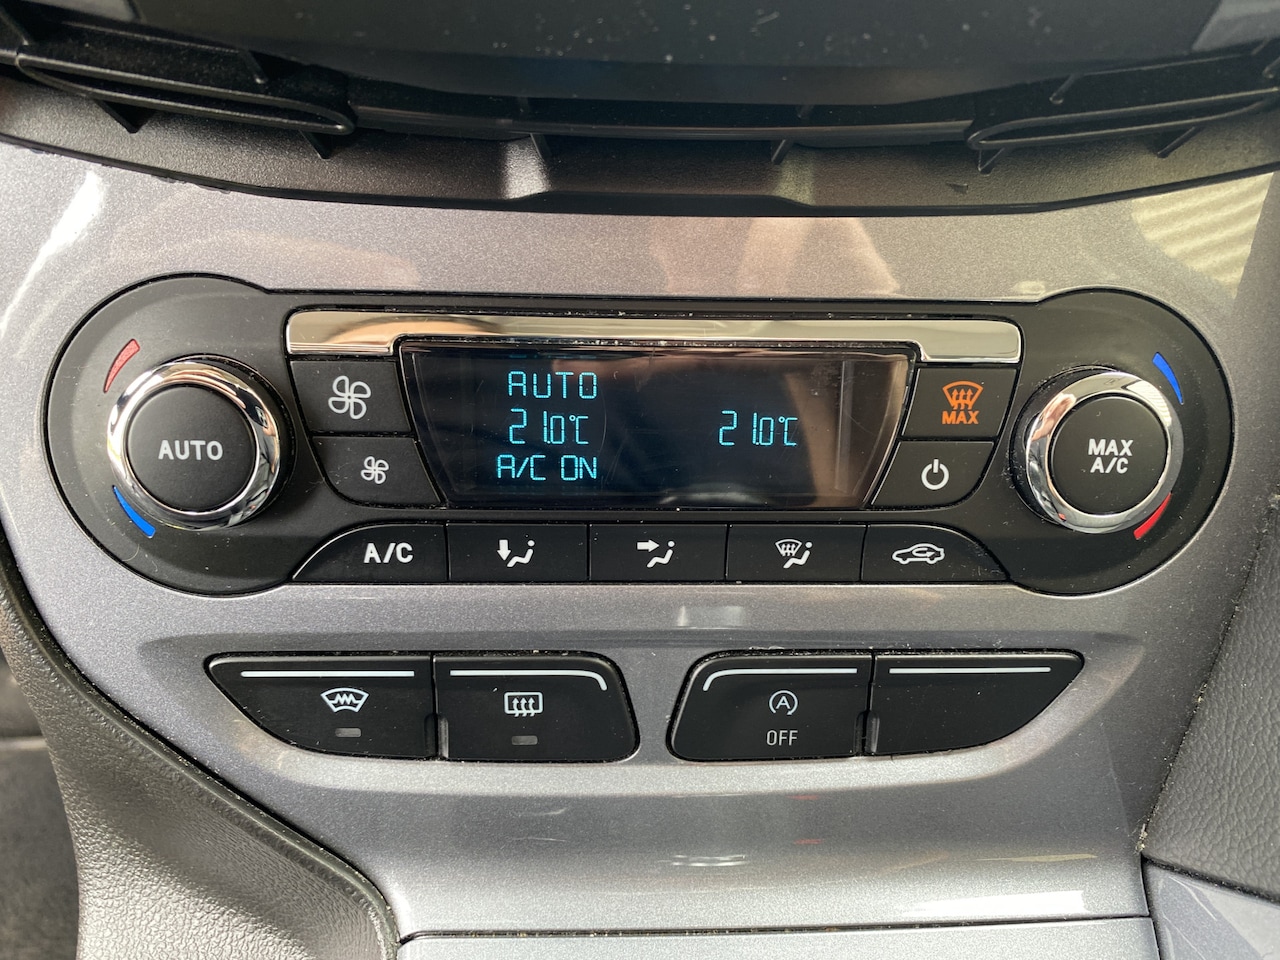 AUTO
21.0°C
21.0°C
A/C ON
AUTO
MAX
MAX
A/C
A/C
A
OFF